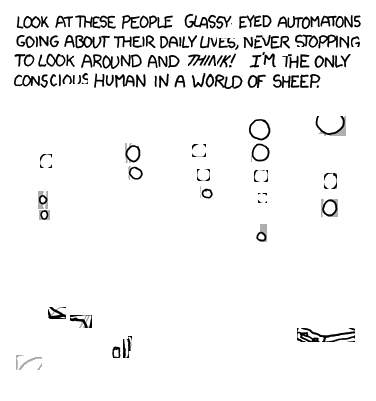 LOOK AT THESE PEOPLE GLASSY EYED AUTOMATONS
GOING ABOUT THEIR DAILY LIVES, NEVER STOPPING
TO LOOK AROUND AND THINK! I'M THE ONLY
CONSCIOUS HUMAN IN A WORLD OF SHEEP.